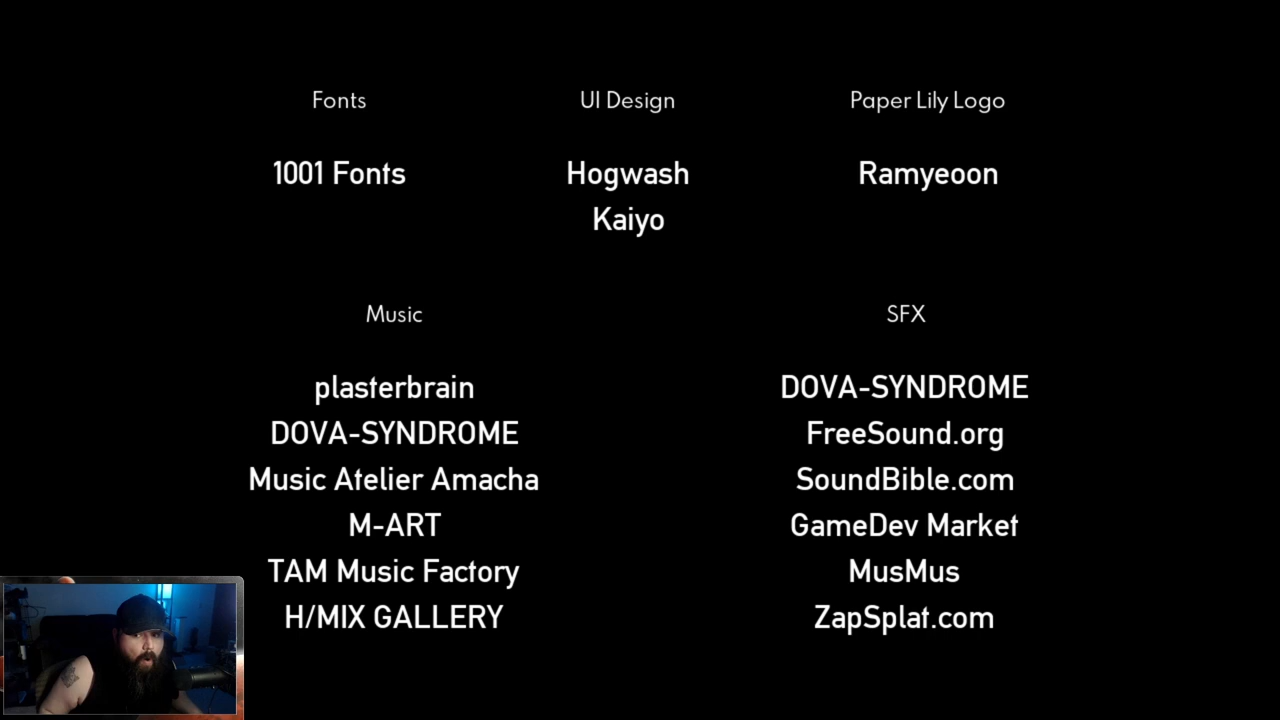 Fonts
1001 Fonts
UI Design
Hogwash
Kaiyo
Paper Lily Logo
Ramyeoon
Music
plasterbrain
DOVA-SYNDROME
Music Atelier Amacha
M-ART
TAM Music Factory
H/MIX GALLERY
SFX
DOVA-SYNDROME
FreeSound.org
SoundBible.com
GameDev Market
MusMus
ZapSplat.com